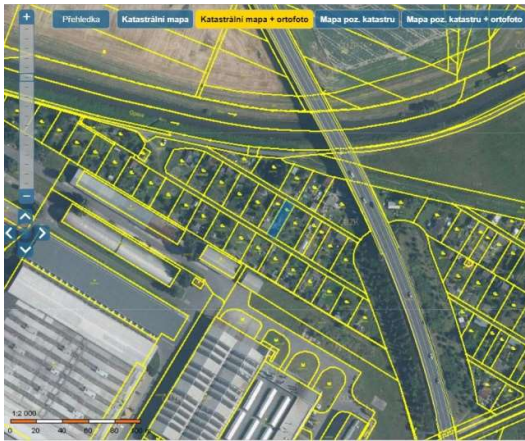 Přehledka Katastrální mapa Katastrální mapa + ortofoto Mapa poz. katastru Mapa poz. katastru + ortofoto
1:2 000
0 20 40 60 80